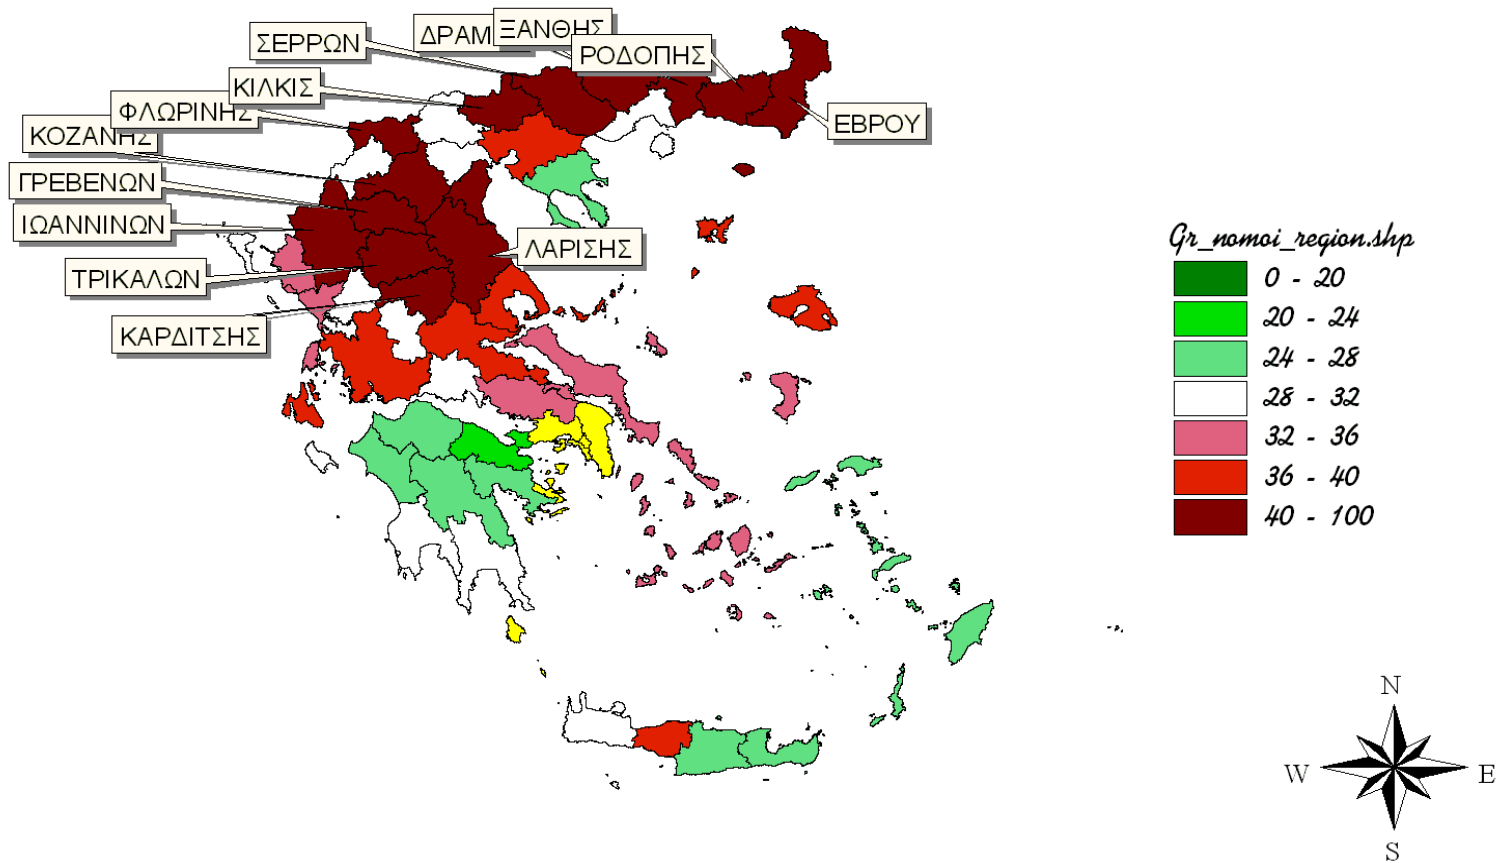 ΣΕΡΡΩΝ
ΔΡΑΜ
ΞΑΝΘΗΣ
ΡΟΔΟΠΗΣ
ΚΙΛΚΙΣ
ΦΛΩΡΙΝΗΣ
ΕΒΡΟΥ
ΚΟΖΑΝΗΣ
ΓΡΕΒΕΝΩΝ
ΙΩΑΝΝΙΝΩΝ
ΛΑΡΙΣΗΣ
ΤΡΙΚΑΛΩΝ
ΚΑΡΔΙΤΣΗΣ
Gr_nomoi_region.shp
0 - 20
20 - 24
24 - 28
28 - 32
32 - 36
36 - 40
40 - 100
N
W E
S